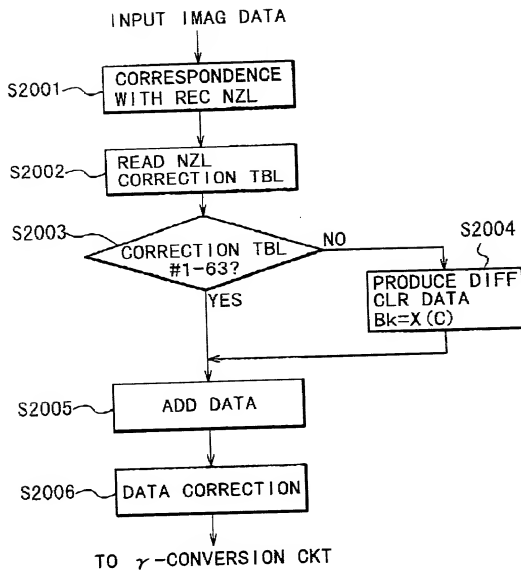 INPUT IMAG DATA
S2001
CORRESPONDENCE
WITH REC NZL
S2002
READ NZL
CORRECTION TBL
S2003
CORRECTION TBL
#1-63?
NO
YES
S2004
PRODUCE DIFF
CLR DATA
Bk=X(C)
S2005
ADD DATA
S2006
DATA CORRECTION
TO γ-CONVERSION CKT